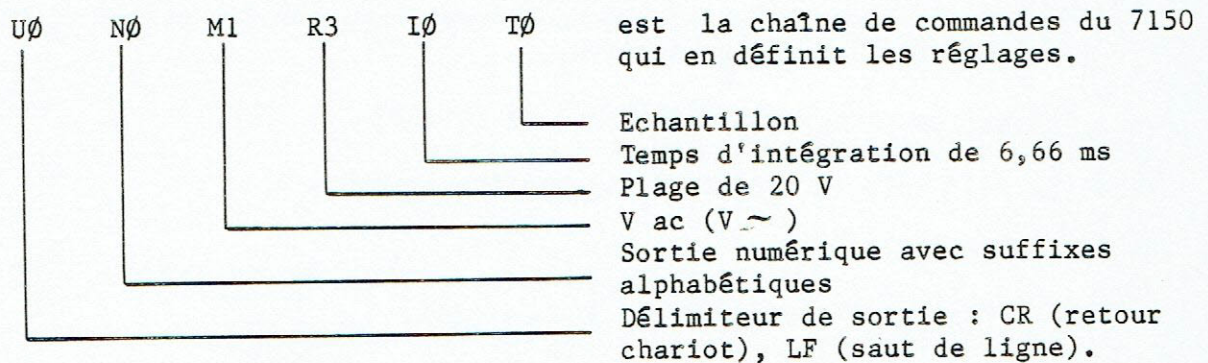 UØ NØ M1 R3 IØ TØ est la chaîne de commandes du 7150
qui en définit les réglages.
Echantillon
Temps d'intégration de 6,66 ms
Plage de 20 V
V ac (V ~ )
Sortie numérique avec suffixes
alphabétiques
Délimiteur de sortie : CR (retour
chariot), LF (saut de ligne).